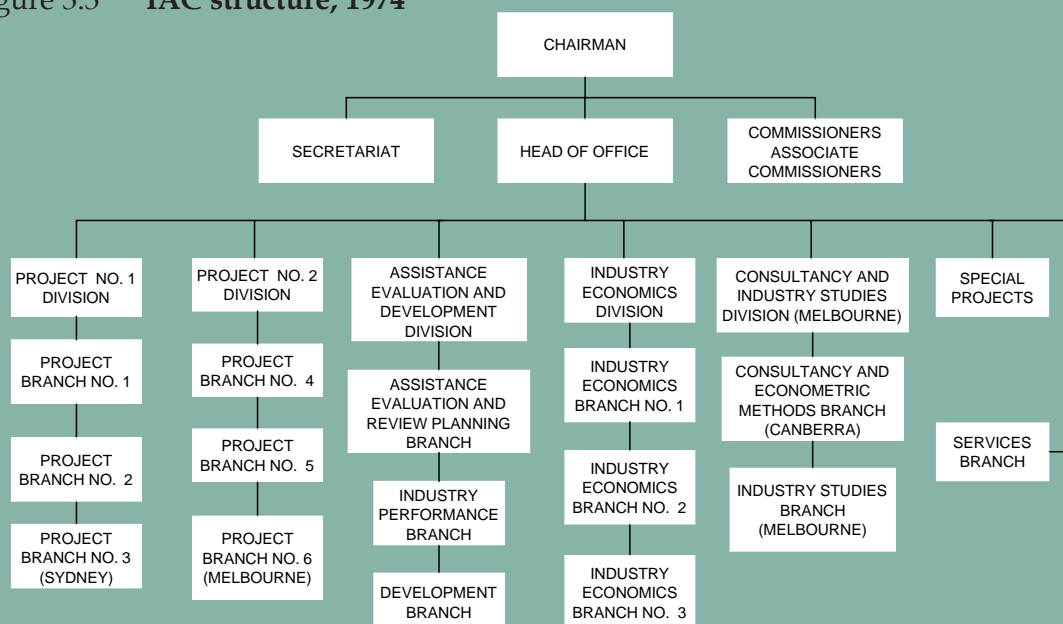 IAC structure, 1974
CHAIRMAN
SECRETARIAT
HEAD OF OFFICE
COMMISSIONERS
ASSOCIATE
COMMISSIONERS
PROJECT NO. 1
DIVISION
PROJECT
BRANCH NO. 1
PROJECT
BRANCH NO. 2
PROJECT
BRANCH NO. 3
(SYDNEY)
PROJECT NO. 2
DIVISION
PROJECT
BRANCH NO. 4
PROJECT
BRANCH NO. 5
PROJECT
BRANCH NO. 6
(MELBOURNE)
ASSISTANCE
EVALUATION AND
DEVELOPMENT
DIVISION
ASSISTANCE
EVALUATION AND
REVIEW PLANNING
BRANCH
INDUSTRY
PERFORMANCE
BRANCH
DEVELOPMENT
BRANCH
INDUSTRY
ECONOMICS
DIVISION
INDUSTRY
ECONOMICS
BRANCH NO. 1
INDUSTRY
ECONOMICS
BRANCH NO. 2
INDUSTRY
ECONOMICS
BRANCH NO. 3
CONSULTANCY AND
INDUSTRY STUDIES
DIVISION (MELBOURNE)
CONSULTANCY AND
ECONOMETRIC
METHODS BRANCH
(CANBERRA)
INDUSTRY STUDIES
BRANCH
(MELBOURNE)
SPECIAL
PROJECTS
SERVICES
BRANCH